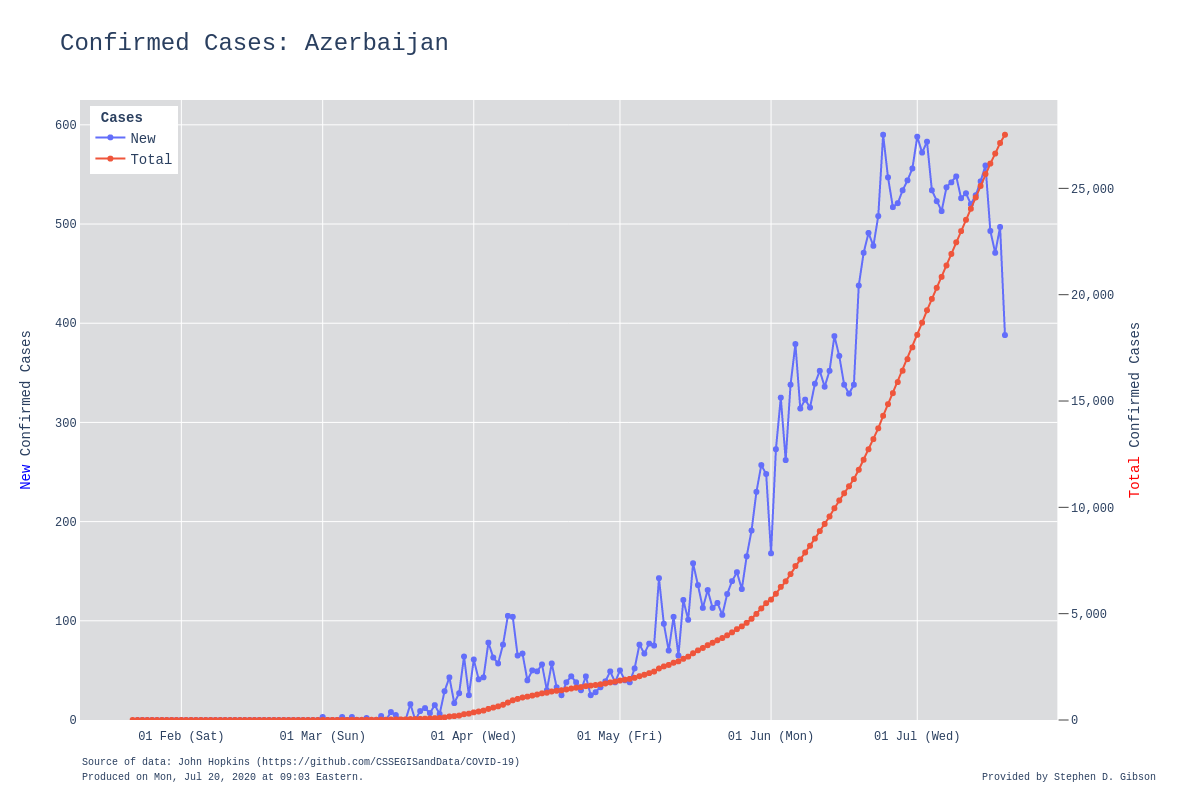 Confirmed Cases: Azerbaijan
Cases
New
Total
600
500
400
300
200
100
0
New Confirmed Cases
25,000
20,000
15,000
10,000
5,000
0
Total Confirmed Cases
01 Feb (Sat)
01 Mar (Sun)
01 Apr (Wed)
01 May (Fri)
01 Jun (Mon)
01 Jul (Wed)
Source of data: John Hopkins (https://github.com/CSSEGISandData/COVID-19)
Produced on Mon, Jul 20, 2020 at 09:03 Eastern.
Provided by Stephen D. Gibson